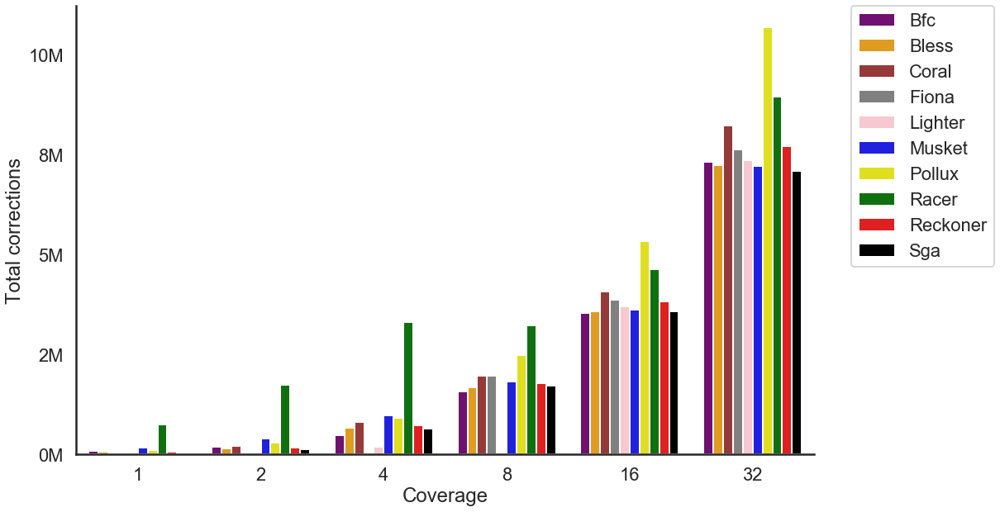 10M
8M
5M
2M
0M
Total corrections
1 2 4 8 16 32
Coverage
Bfc
Bless
Coral
Fiona
Lighter
Musket
Pollux
Racer
Reckoner
Sga